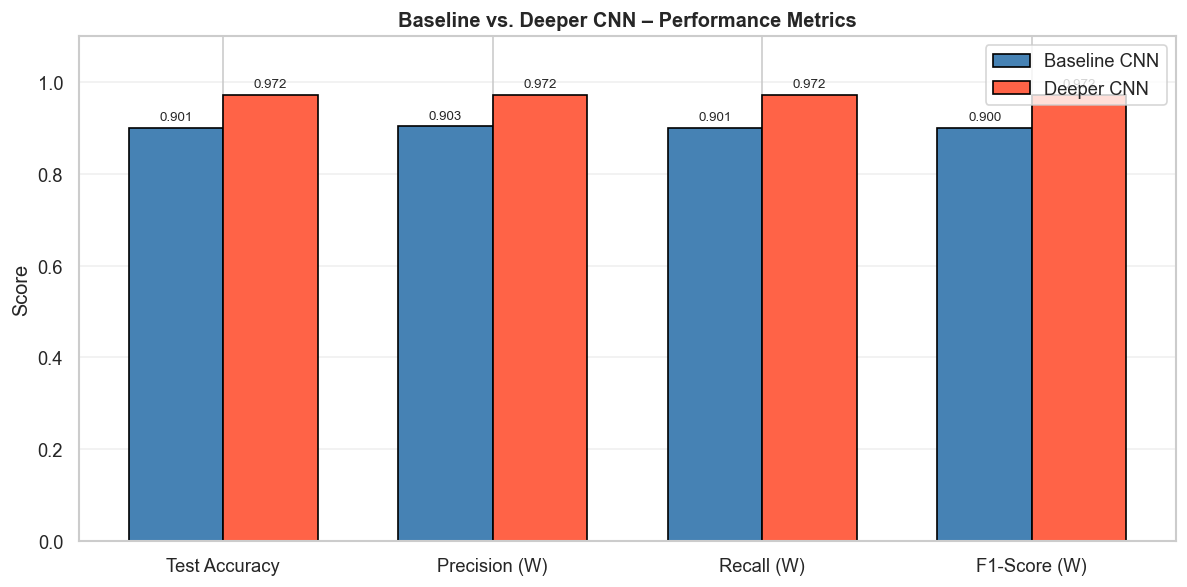 Baseline vs. Deeper CNN – Performance Metrics
Baseline CNN
Deeper CNN
Score
1.0
0.8
0.6
0.4
0.2
0.0
0.901
0.972
0.903
0.972
0.901
0.972
0.900
Test Accuracy
Precision (W)
Recall (W)
F1-Score (W)